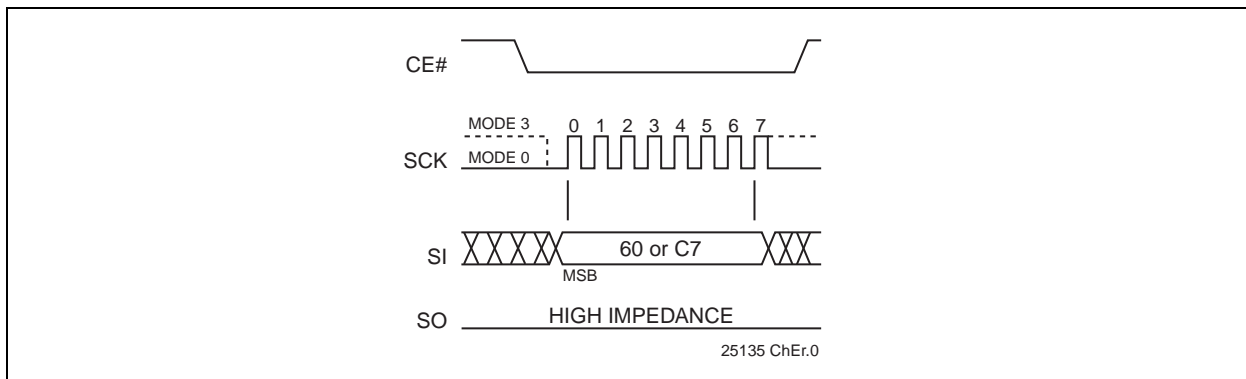 CE#
MODE 3
0 1 2 3 4 5 6 7
SCK
MODE 0
SI
60 or C7
MSB
SO
HIGH IMPEDANCE
25135 ChEr.0